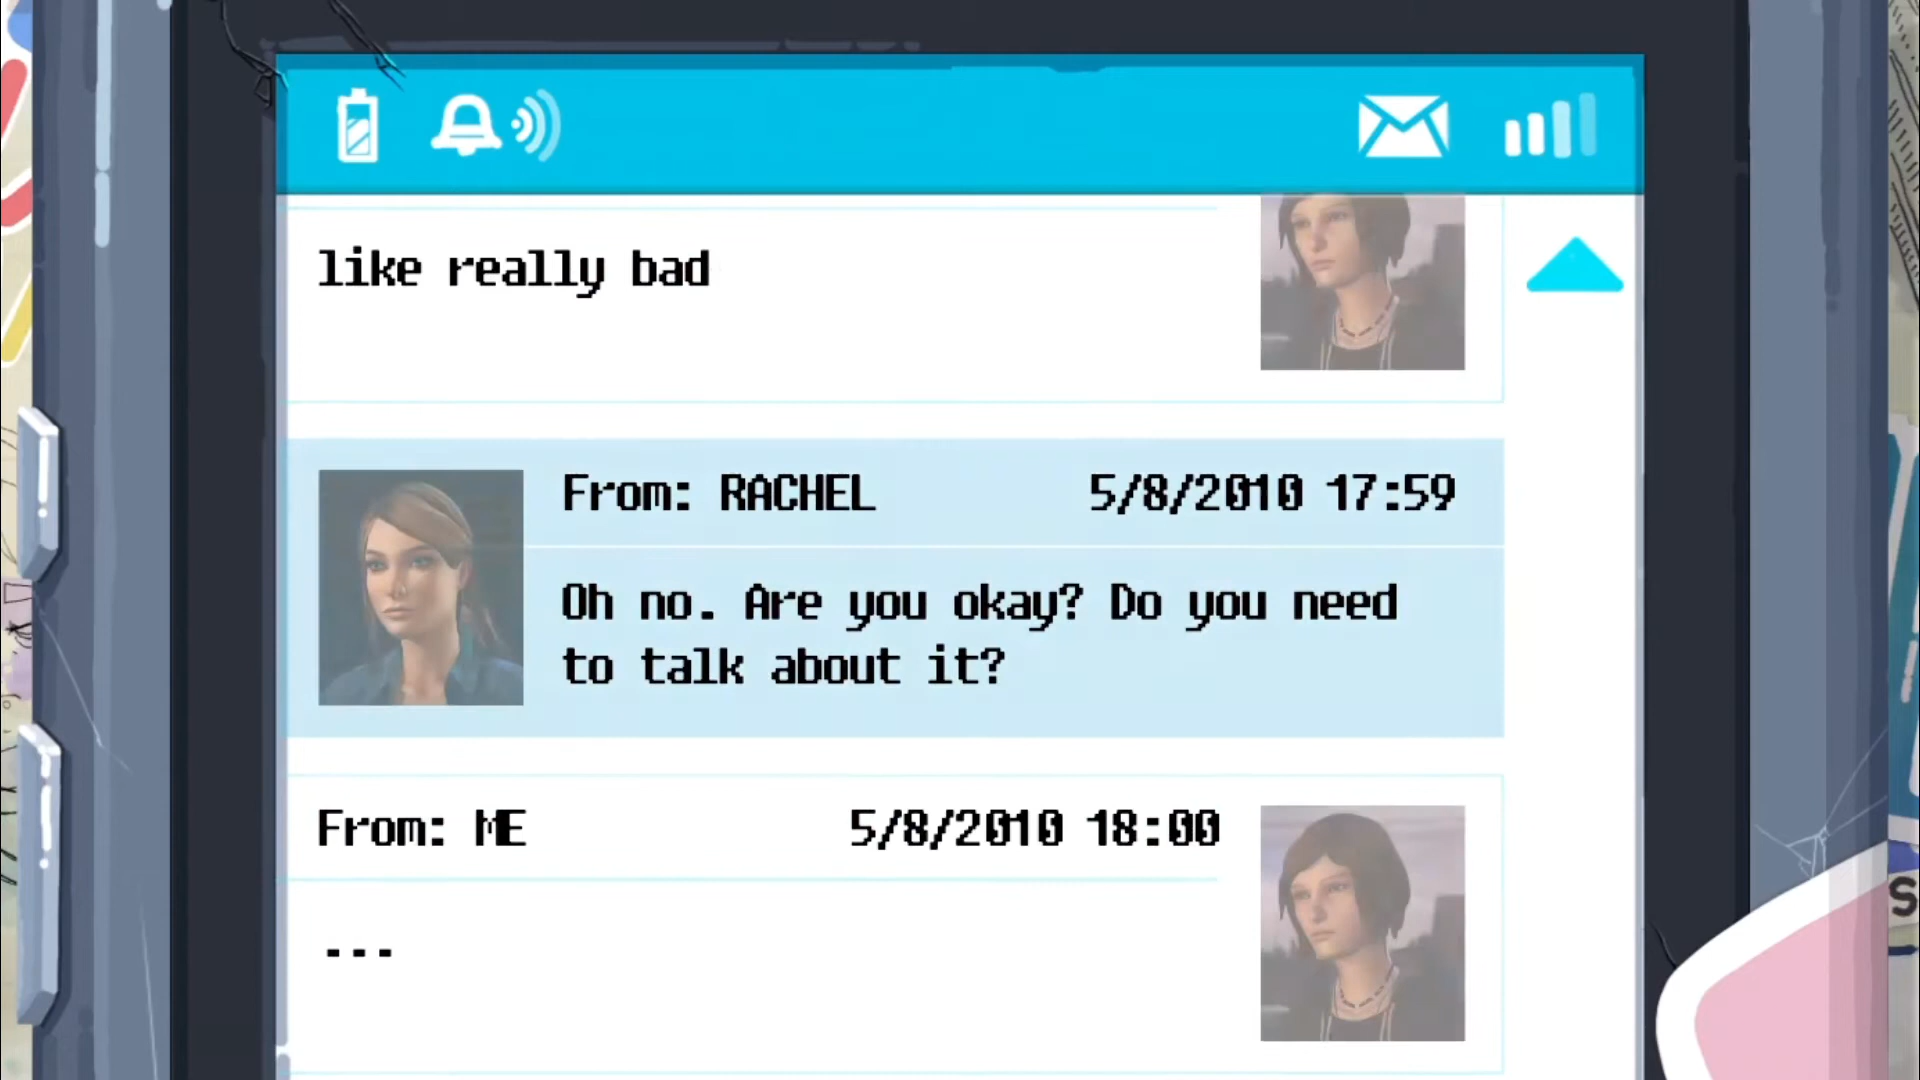 like really bad
From: RACHEL 5/8/2010 17:59
Oh no. Are you okay? Do you need
to talk about it?
From: ME 5/8/2010 18:00
...
S